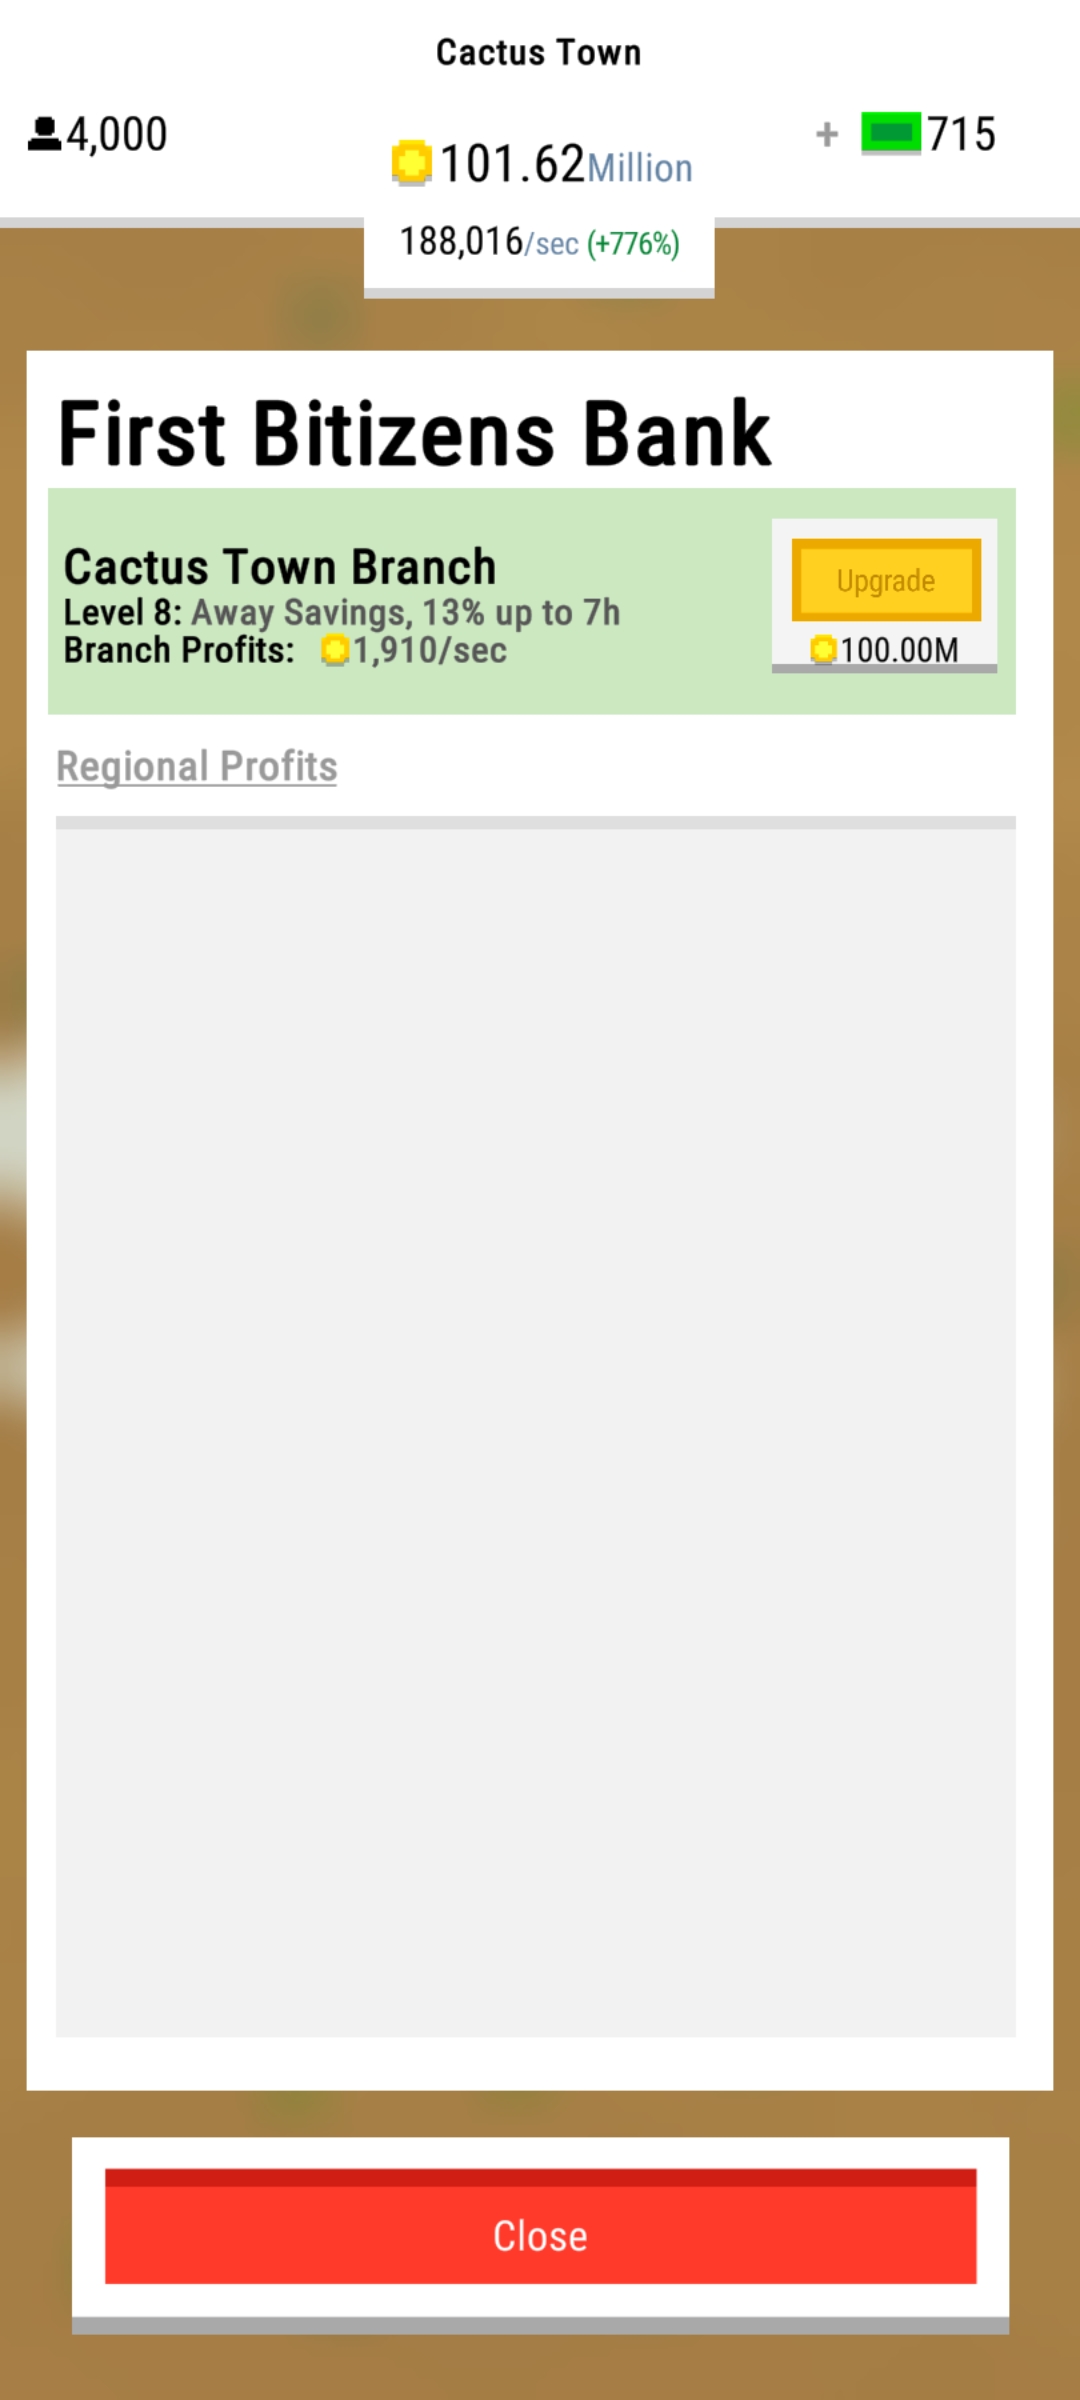 Cactus Town
4,000
101.62Million
+ 715
188,016/sec (+776%)
First Bitizens Bank
Cactus Town Branch
Level 8: Away Savings, 13% up to 7h
Branch Profits: 1,910/sec
Upgrade
100.00M
Regional Profits
Close